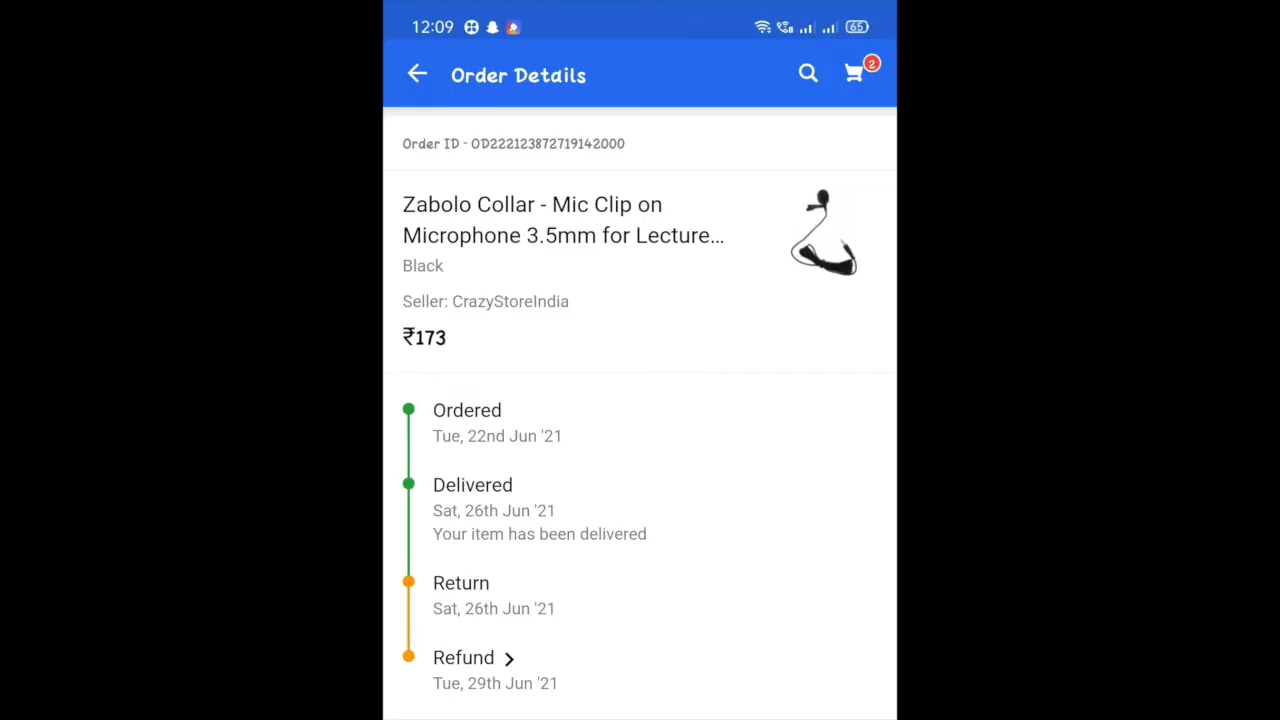 12:09
65
Order Details
2
Order ID - OD222123872719142000
Zabolo Collar - Mic Clip on
Microphone 3.5mm for Lecture...
Black
Seller: CrazyStoreIndia
₹173
Ordered
Tue, 22nd Jun '21
Delivered
Sat, 26th Jun '21
Your item has been delivered
Return
Sat, 26th Jun '21
Refund
Tue, 29th Jun '21